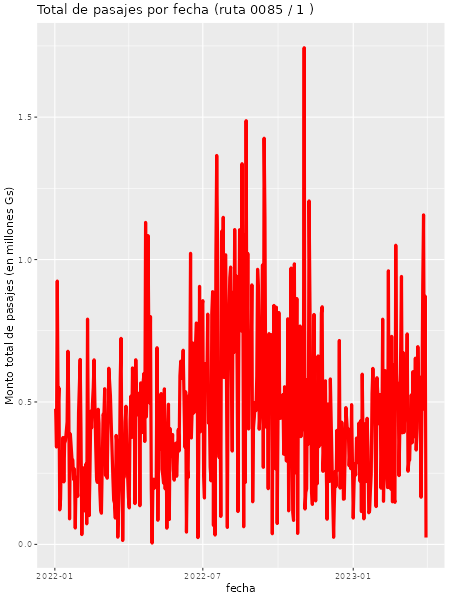 Total de pasajes por fecha (ruta 0085 / 1 )
Monto total de pasajes (en millones Gs)
1.5
1.0
0.5
0.0
2022-01
2022-07
2023-01
fecha